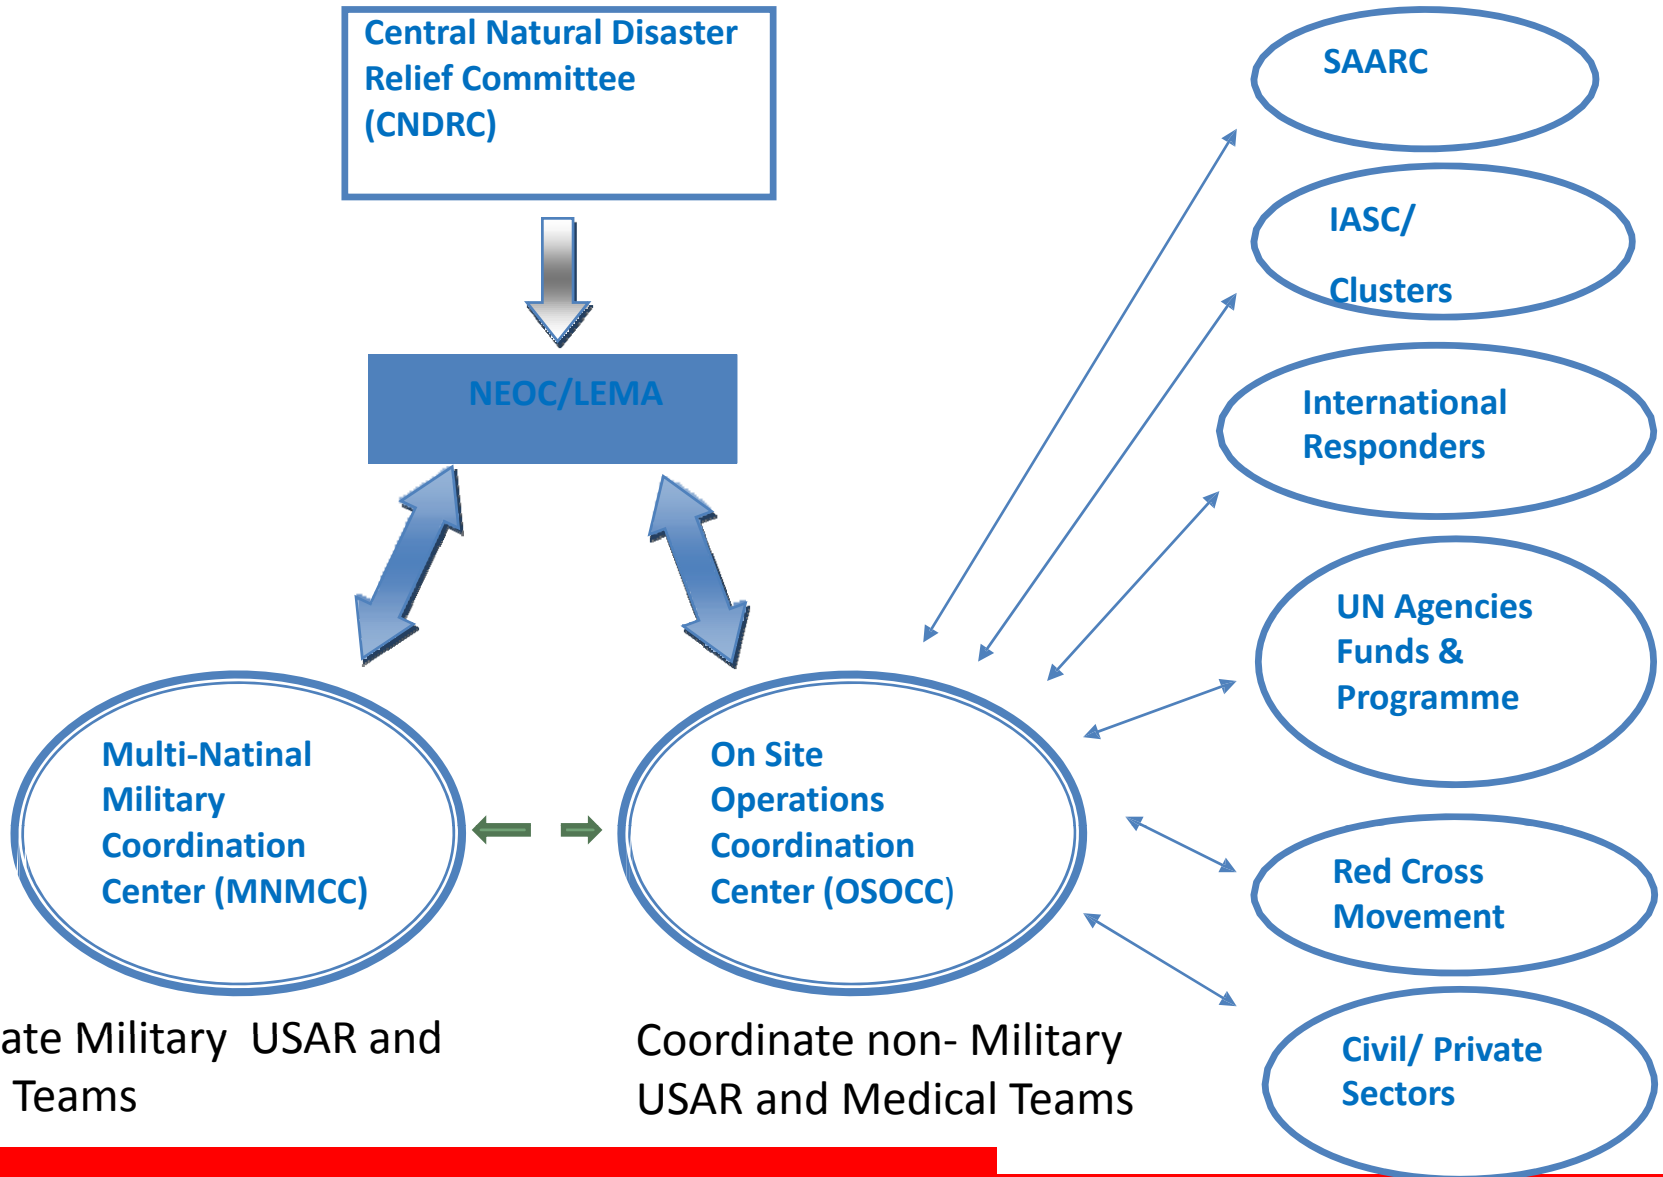 Central Natural Disaster
Relief Committee
(CNDRC)
NEOC/LEMA
Multi-Natinal
Military
Coordination
Center (MNMCC)
On Site
Operations
Coordination
Center (OSOCC)
ate Military USAR and
Teams
Coordinate non- Military
USAR and Medical Teams
SAARC
IASC/
Clusters
International
Responders
UN Agencies
Funds &
Programme
Red Cross
Movement
Civil/ Private
Sectors